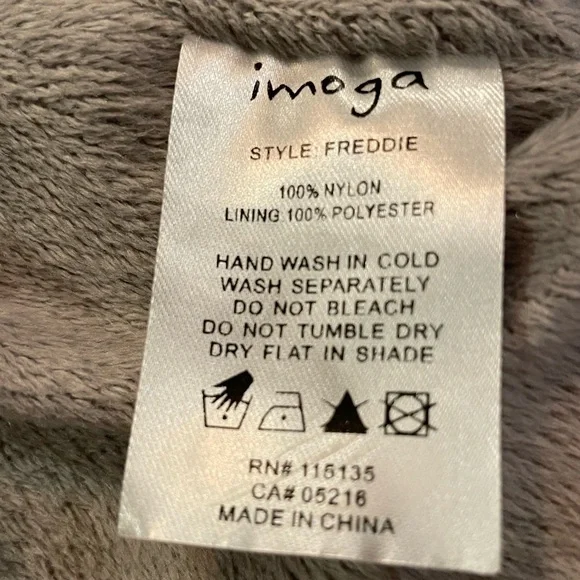 imoga
STYLE: FREDDIE
100% NYLON
LINING 100% POLYESTER
HAND WASH IN COLD
WASH SEPARATELY
DO NOT BLEACH
DO NOT TUMBLE DRY
DRY FLAT IN SHADE
RN# 115135
CA# 05216
MADE IN CHINA